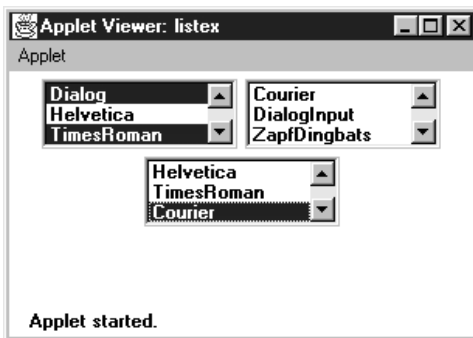 Applet Viewer: listex
Applet
Dialog
Helvetica
TimesRoman
Courier
DialogInput
ZapfDingbats
Helvetica
TimesRoman
Courier
Applet started.